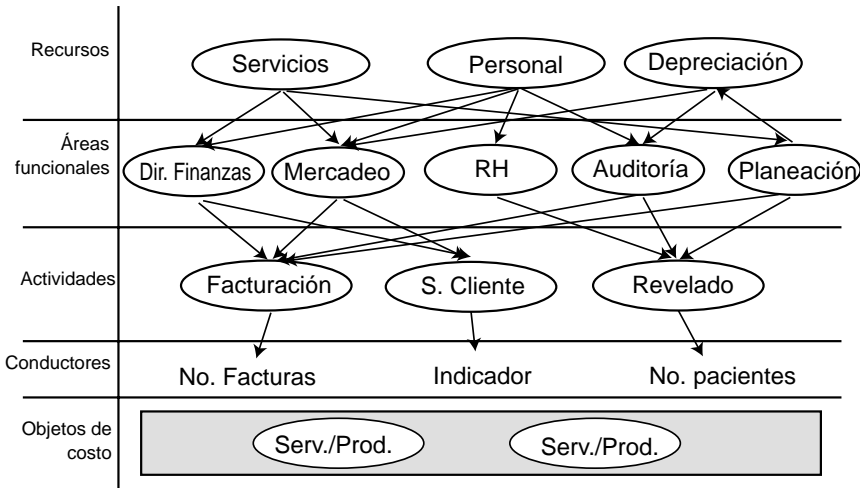 Recursos
Servicios
Personal
Depreciación
Áreas
funcionales
Dir. Finanzas
Mercadeo
RH
Auditoría
Planeación
Actividades
Facturación
S. Cliente
Revelado
Conductores
No. Facturas
Indicador
No. pacientes
Objetos de
costo
Serv./Prod.
Serv./Prod.